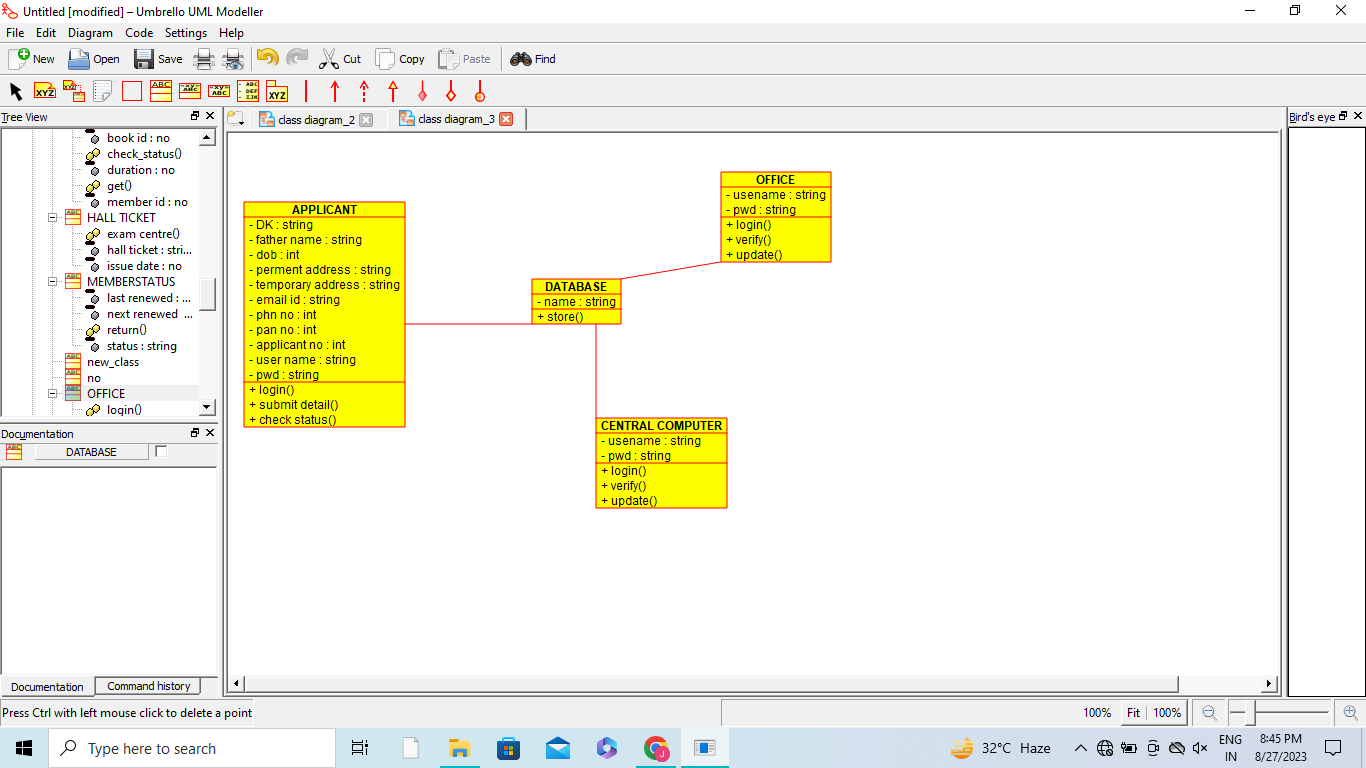 Untitled [modified] – Umbrello UML Modeller
File Edit Diagram Code Settings Help
New Open Save Cut Copy Paste Find
Tree View
book id : no
check_status()
duration : no
get()
member id : no
HALL TICKET
exam centre()
hall ticket : stri...
issue date : no
MEMBERSTATUS
last renewed : ...
next renewed ...
return()
status : string
new_class
no
OFFICE
login()
Documentation
DATABASE
Documentation Command history
class diagram_2 class diagram_3
APPLICANT
- DK : string
- father name : string
- dob : int
- perment address : string
- temporary address : string
- email id : string
- phn no : int
- pan no : int
- applicant no : int
- user name : string
- pwd : string
+ login()
+ submit detail()
+ check status()
DATABASE
- name : string
+ store()
OFFICE
- usename : string
- pwd : string
+ login()
+ verify()
+ update()
CENTRAL COMPUTER
- usename : string
- pwd : string
+ login()
+ verify()
+ update()
Bird's eye
Press Ctrl with left mouse click to delete a point
100% Fit 100%
Type here to search
32°C Haze
ENG
IN
8:45 PM
8/27/2023